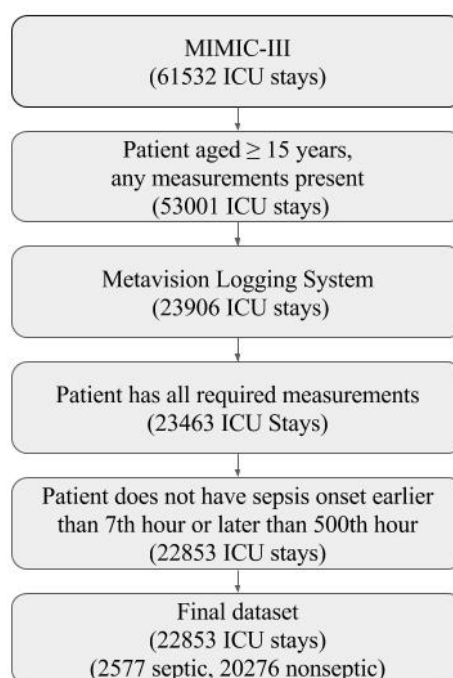 MIMIC-III
(61532 ICU stays)
Patient aged ≥ 15 years,
any measurements present
(53001 ICU stays)
Metavision Logging System
(23906 ICU stays)
Patient has all required measurements
(23463 ICU Stays)
Patient does not have sepsis onset earlier
than 7th hour or later than 500th hour
(22853 ICU stays)
Final dataset
(22853 ICU stays)
(2577 septic, 20276 nonseptic)